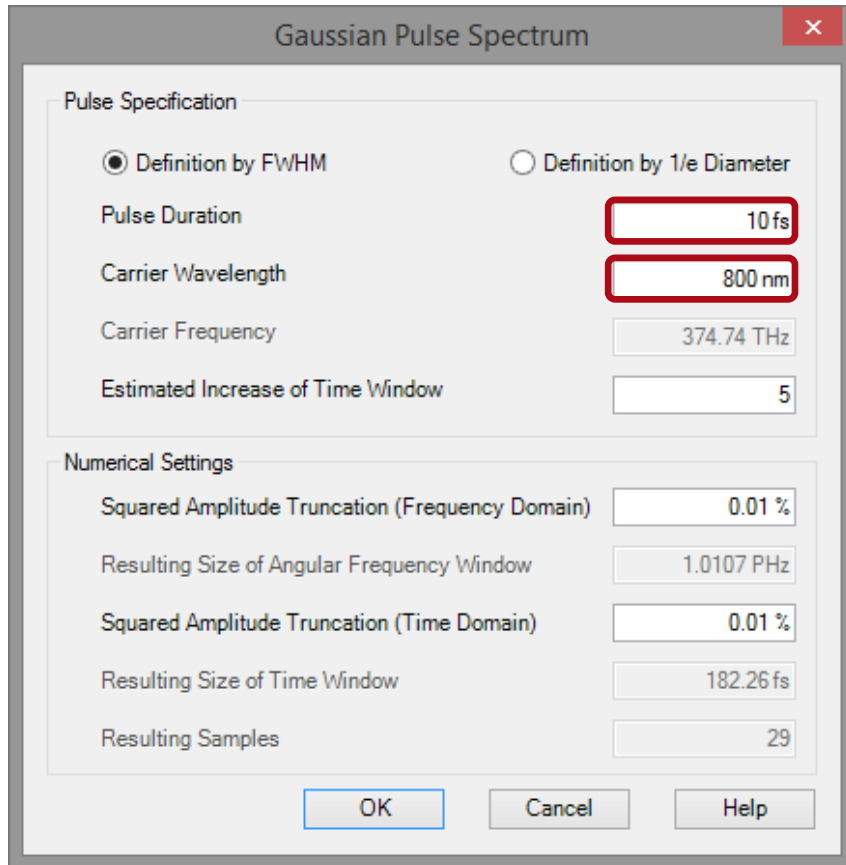 Gaussian Pulse Spectrum
Pulse Specification
Definition by FWHM Definition by 1/e Diameter
Pulse Duration 10 fs
Carrier Wavelength 800 nm
Carrier Frequency 374.74 THz
Estimated Increase of Time Window 5
Numerical Settings
Squared Amplitude Truncation (Frequency Domain) 0.01 %
Resulting Size of Angular Frequency Window 1.0107 PHz
Squared Amplitude Truncation (Time Domain) 0.01 %
Resulting Size of Time Window 182.26 fs
Resulting Samples 29
OK Cancel Help